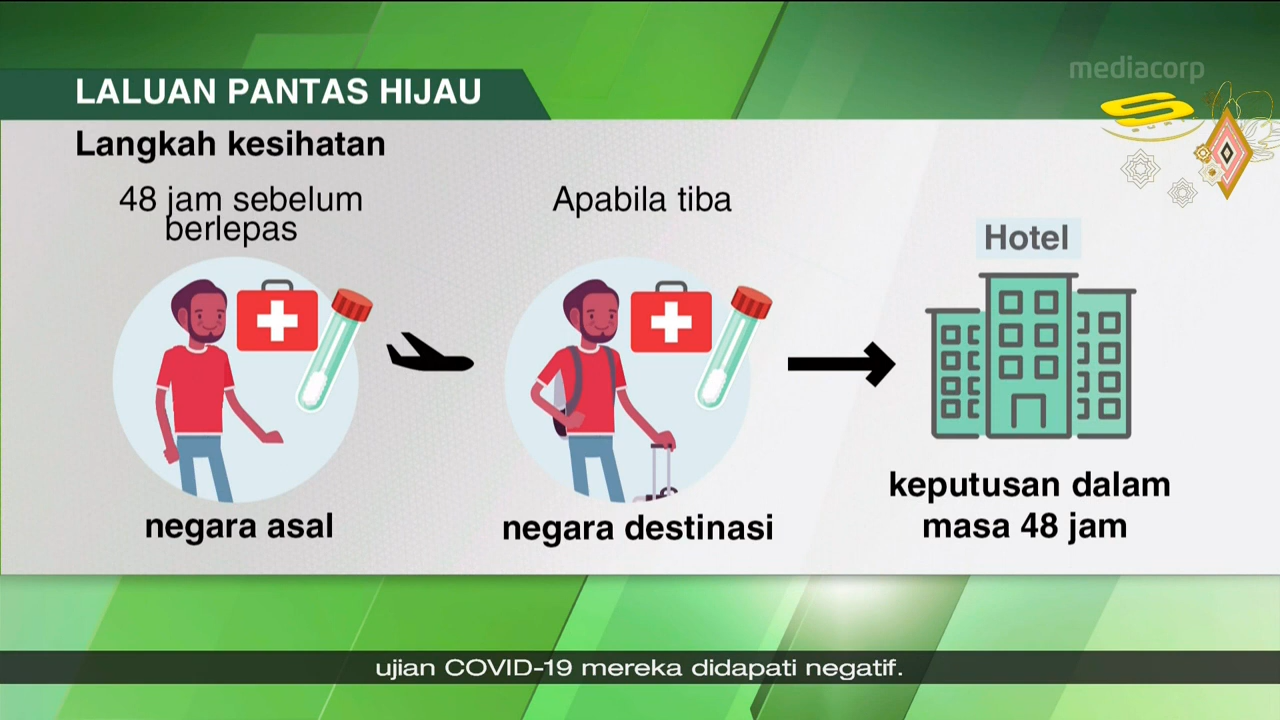 LALUAN PANTAS HIJAU
mediacorp
Langkah kesihatan
48 jam sebelum
berlepas
Apabila tiba
Hotel
negara asal
negara destinasi
keputusan dalam
masa 48 jam
ujian COVID-19 mereka didapati negatif.